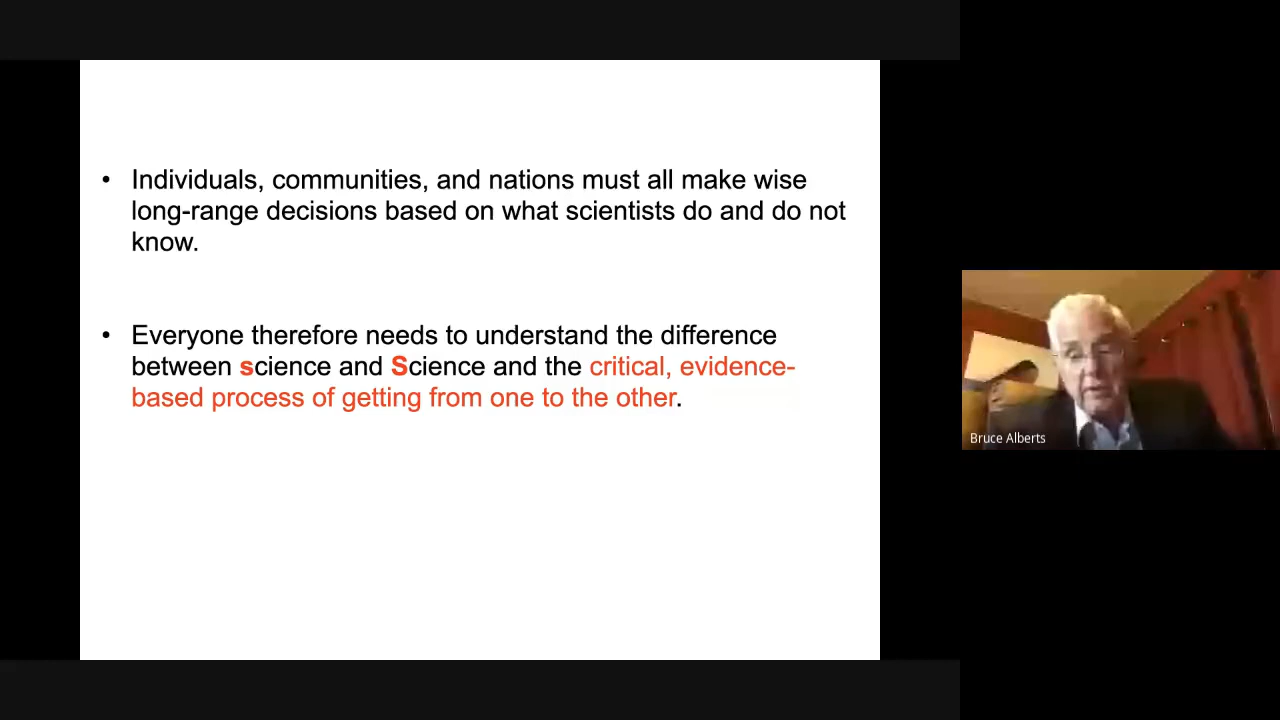 • Individuals, communities, and nations must all make wise
long-range decisions based on what scientists do and do not
know.
• Everyone therefore needs to understand the difference
between science and Science and the critical, evidence-
based process of getting from one to the other.
Bruce Alberts